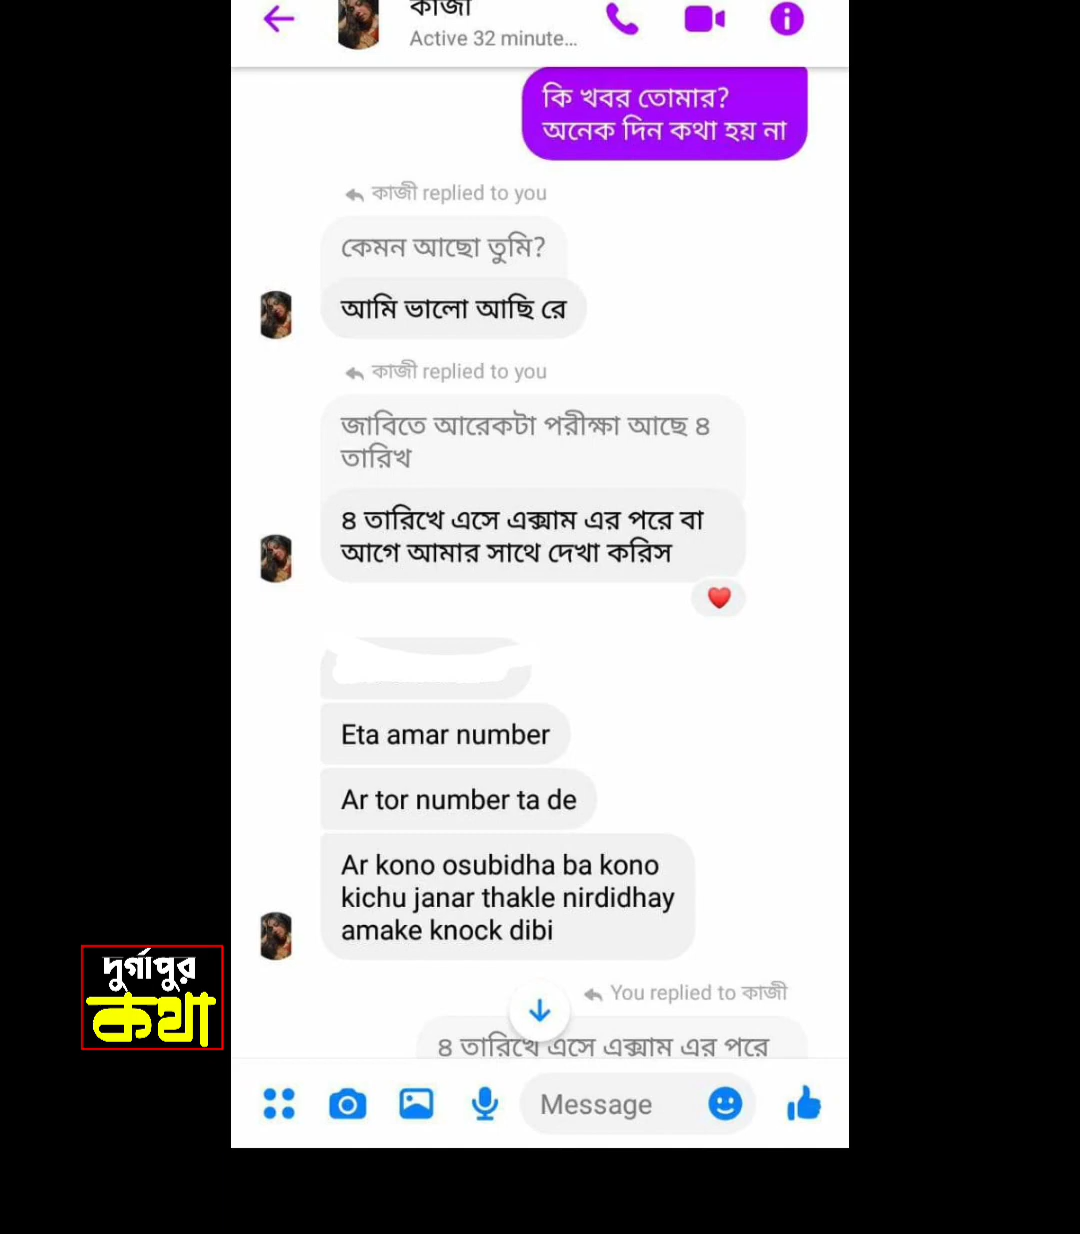 কাজী
Active 32 minute...
কি খবর তোমার?
অনেক দিন কথা হয় না
কাজী replied to you
কেমন আছো তুমি?
আমি ভালো আছি রে
কাজী replied to you
জাবিতে আরেকটা পরীক্ষা আছে ৪
তারিখ
৪ তারিখে এসে এক্সাম এর পরে বা
আগে আমার সাথে দেখা করিস
Eta amar number
Ar tor number ta de
Ar kono osubidha ba kono
kichu janar thakle nirdidhay
amake knock dibi
দুর্গাপুর
কথা
You replied to কাজী
৪ তারিখে এসে এক্সাম এর পরে
Message